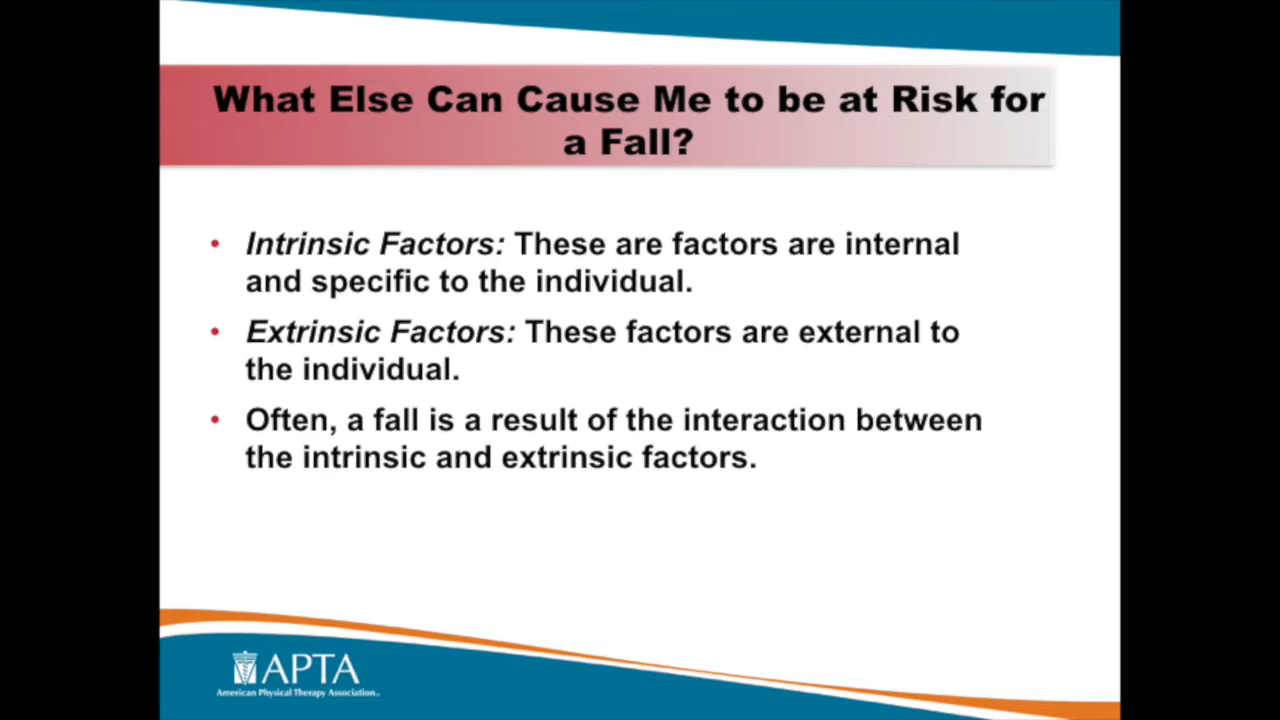 What Else Can Cause Me to be at Risk for
a Fall?
• Intrinsic Factors: These are factors are internal
and specific to the individual.
• Extrinsic Factors: These factors are external to
the individual.
• Often, a fall is a result of the interaction between
the intrinsic and extrinsic factors.
APTA
American Physical Therapy Association